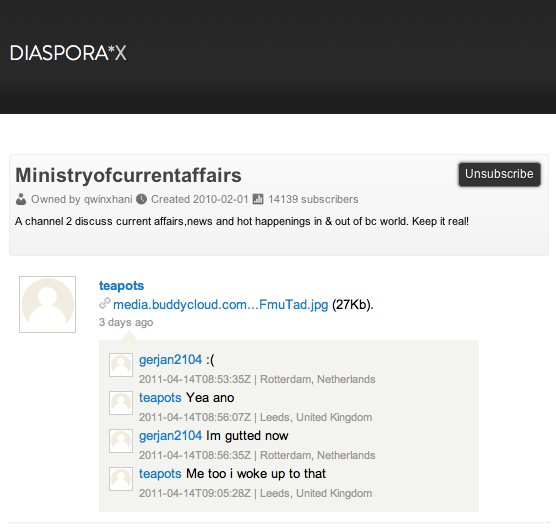 DIASPORA*X
Ministryofcurrentaffairs
Unsubscribe
Owned by qwinxhani Created 2010-02-01 14139 subscribers
A channel 2 discuss current affairs,news and hot happenings in & out of bc world. Keep it real!
teapots
media.buddycloud.com...FmuTad.jpg (27Kb).
3 days ago
gerjan2104 :(
2011-04-14T08:53:35Z | Rotterdam, Netherlands
teapots Yea ano
2011-04-14T08:56:07Z | Leeds, United Kingdom
gerjan2104 Im gutted now
2011-04-14T08:56:35Z | Rotterdam, Netherlands
teapots Me too i woke up to that
2011-04-14T09:05:28Z | Leeds, United Kingdom